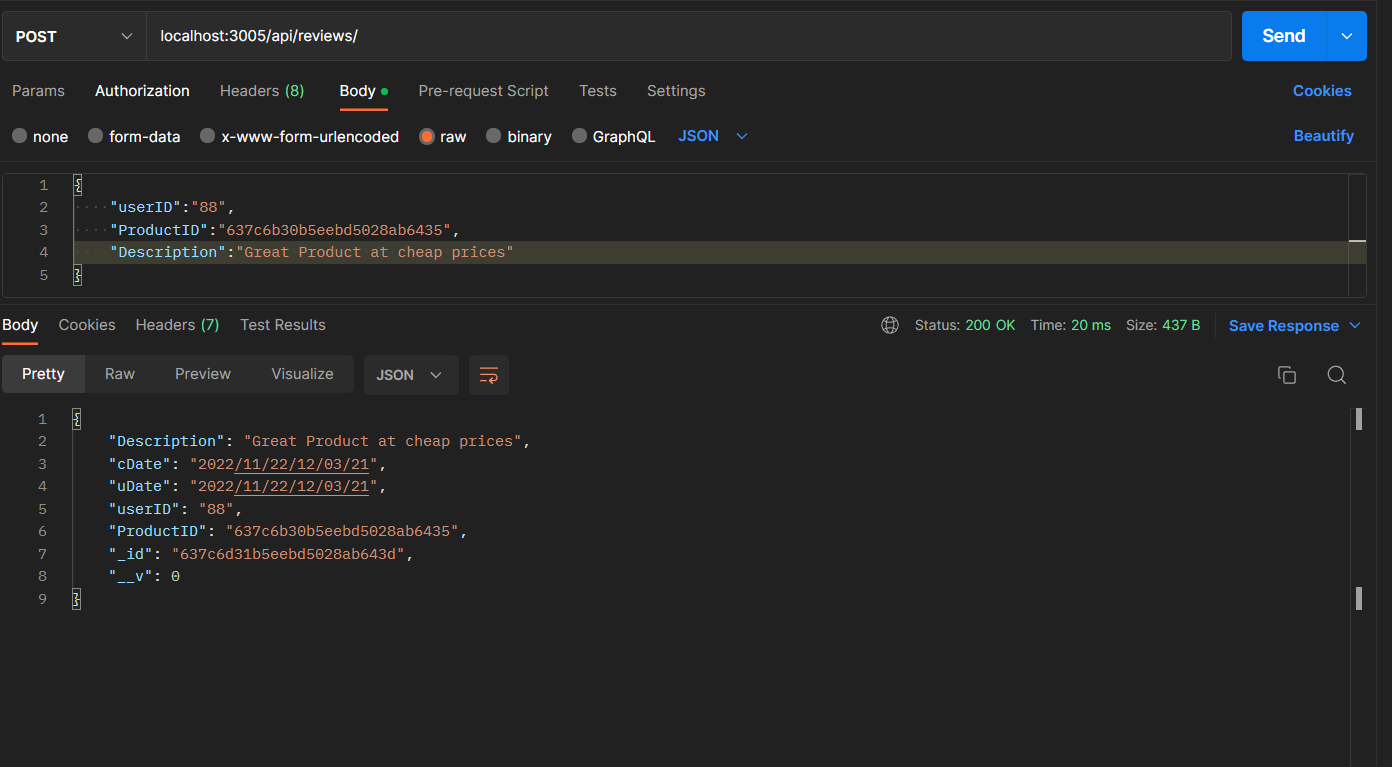 POST localhost:3005/api/reviews/ Send
Params Authorization Headers (8) Body Pre-request Script Tests Settings Cookies
none form-data x-www-form-urlencoded raw binary GraphQL JSON Beautify
1 {
2 "userID":"88",
3 "ProductID":"637c6b30b5eebd5028ab6435",
4 "Description":"Great Product at cheap prices"
5 }
Body Cookies Headers (7) Test Results Status: 200 OK Time: 20 ms Size: 437 B Save Response
Pretty Raw Preview Visualize JSON
1 {
2 "Description": "Great Product at cheap prices",
3 "cDate": "2022/11/22/12/03/21",
4 "uDate": "2022/11/22/12/03/21",
5 "userID": "88",
6 "ProductID": "637c6b30b5eebd5028ab6435",
7 "_id": "637c6d31b5eebd5028ab643d",
8 "__v": 0
9 }